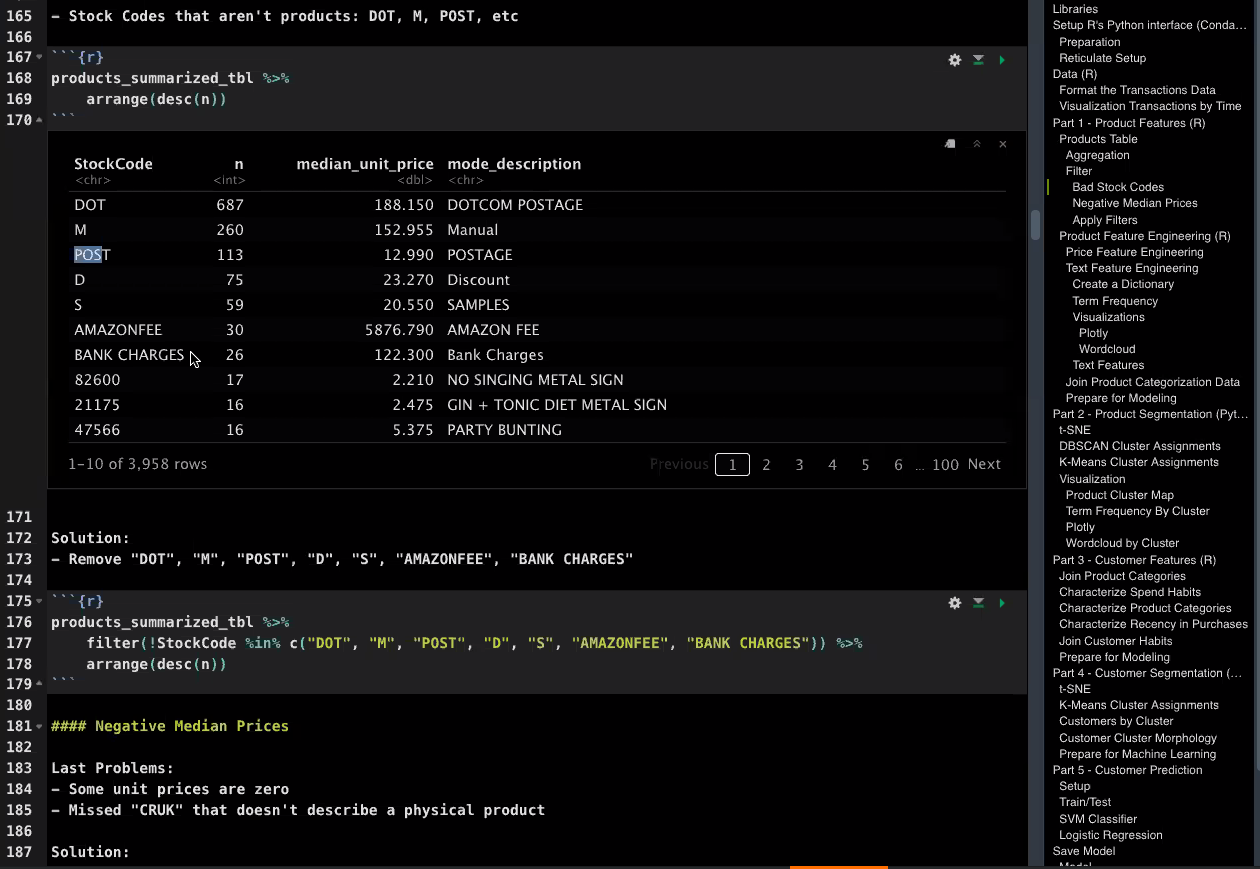 165 - Stock Codes that aren't products: DOT, M, POST, etc
166
167 ```{r}
168 products_summarized_tbl %>%
169     arrange(desc(n))
170 ```
StockCode n median_unit_price mode_description
<chr> <int> <dbl> <chr>
DOT 687 188.150 DOTCOM POSTAGE
M 260 152.955 Manual
POST 113 12.990 POSTAGE
D 75 23.270 Discount
S 59 20.550 SAMPLES
AMAZONFEE 30 5876.790 AMAZON FEE
BANK CHARGES 26 122.300 Bank Charges
82600 17 2.210 NO SINGING METAL SIGN
21175 16 2.475 GIN + TONIC DIET METAL SIGN
47566 16 5.375 PARTY BUNTING
1-10 of 3,958 rows Previous 1 2 3 4 5 6 ... 100 Next
171
172 Solution:
173 - Remove "DOT", "M", "POST", "D", "S", "AMAZONFEE", "BANK CHARGES"
174
175 ```{r}
176 products_summarized_tbl %>%
177     filter(!StockCode %in% c("DOT", "M", "POST", "D", "S", "AMAZONFEE", "BANK CHARGES")) %>%
178     arrange(desc(n))
179 ```
180
181 #### Negative Median Prices
182
183 Last Problems:
184 - Some unit prices are zero
185 - Missed "CRUK" that doesn't describe a physical product
186
187 Solution:
Libraries
Setup R's Python interface (Conda...
Preparation
Reticulate Setup
Data (R)
Format the Transactions Data
Visualization Transactions by Time
Part 1 - Product Features (R)
Products Table
Aggregation
Filter
Bad Stock Codes
Negative Median Prices
Apply Filters
Product Feature Engineering (R)
Price Feature Engineering
Text Feature Engineering
Create a Dictionary
Term Frequency
Visualizations
Plotly
Wordcloud
Text Features
Join Product Categorization Data
Prepare for Modeling
Part 2 - Product Segmentation (Pyt...
t-SNE
DBSCAN Cluster Assignments
K-Means Cluster Assignments
Visualization
Product Cluster Map
Term Frequency By Cluster
Plotly
Wordcloud by Cluster
Part 3 - Customer Features (R)
Join Product Categories
Characterize Spend Habits
Characterize Product Categories
Characterize Recency in Purchases
Join Customer Habits
Prepare for Modeling
Part 4 - Customer Segmentation (...
t-SNE
K-Means Cluster Assignments
Customers by Cluster
Customer Cluster Morphology
Prepare for Machine Learning
Part 5 - Customer Prediction
Setup
Train/Test
SVM Classifier
Logistic Regression
Save Model
Model